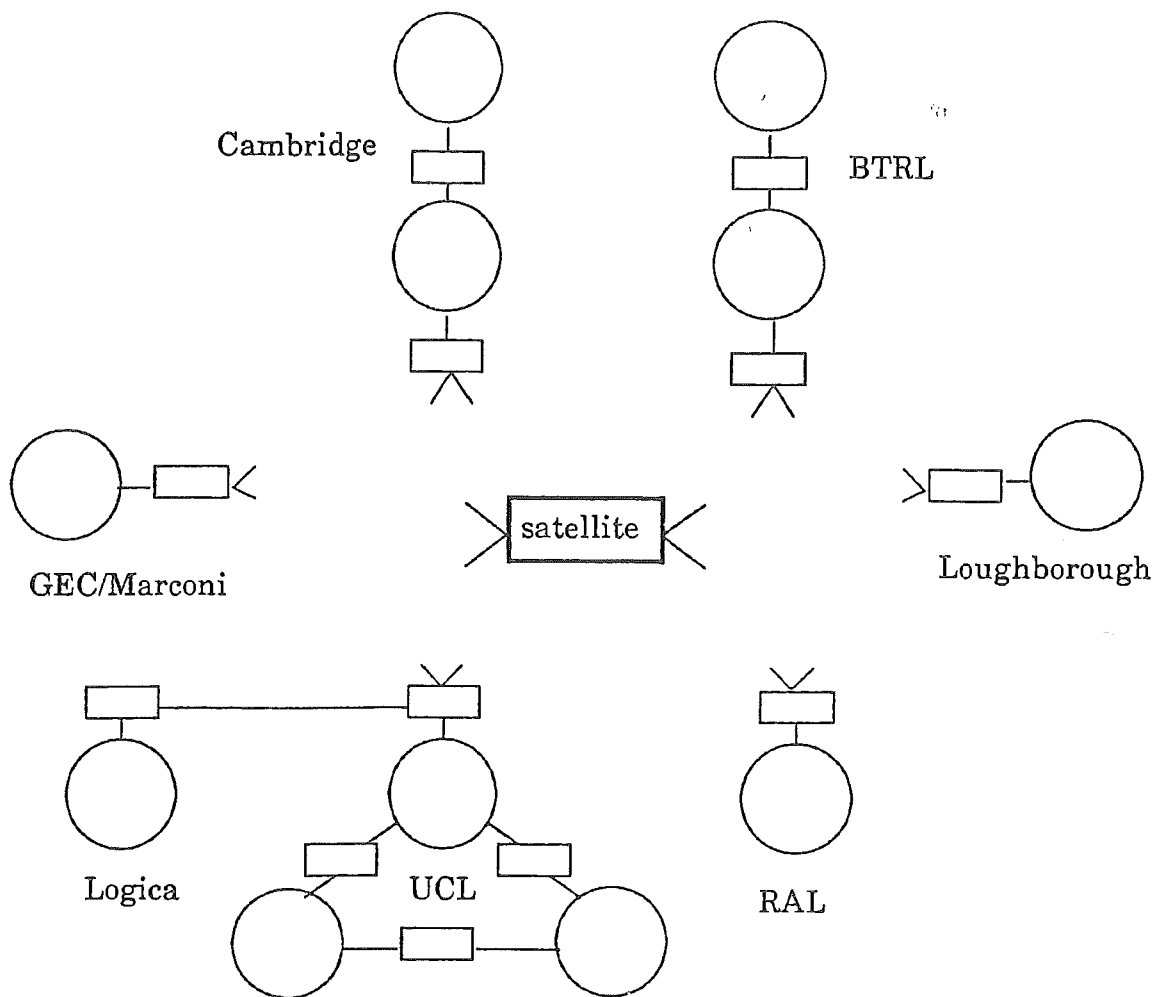 Cambridge
BTRL
satellite
GEC/Marconi
Loughborough
Logica
UCL
RAL